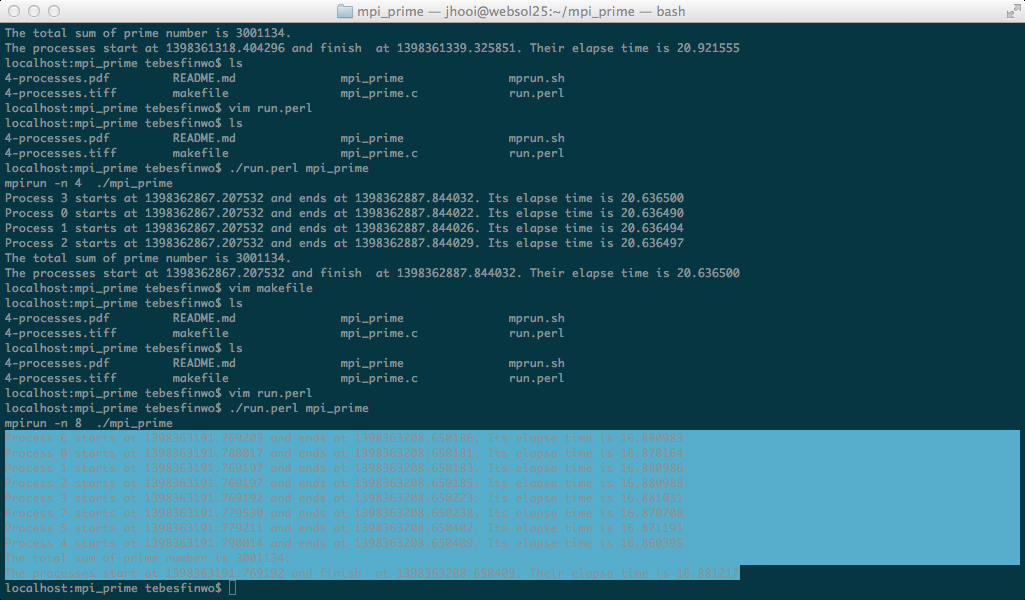 mpi_prime — jhooi@websol25:~/mpi_prime — bash
The total sum of prime number is 3001134.
The processes start at 1398361318.404296 and finish  at 1398361339.325851. Their elapse time is 20.921555
localhost:mpi_prime tebesfinwo$ ls
4-processes.pdf        README.md              mpi_prime              mprun.sh
4-processes.tiff       makefile               mpi_prime.c            run.perl
localhost:mpi_prime tebesfinwo$ vim run.perl
localhost:mpi_prime tebesfinwo$ ls
4-processes.pdf        README.md              mpi_prime              mprun.sh
4-processes.tiff       makefile               mpi_prime.c            run.perl
localhost:mpi_prime tebesfinwo$ ./run.perl mpi_prime
mpirun -n 4  ./mpi_prime
Process 3 starts at 1398362867.207532 and ends at 1398362887.844032. Its elapse time is 20.636500
Process 0 starts at 1398362867.207532 and ends at 1398362887.844022. Its elapse time is 20.636490
Process 1 starts at 1398362867.207532 and ends at 1398362887.844026. Its elapse time is 20.636494
Process 2 starts at 1398362867.207532 and ends at 1398362887.844029. Its elapse time is 20.636497
The total sum of prime number is 3001134.
The processes start at 1398362867.207532 and finish  at 1398362887.844032. Their elapse time is 20.636500
localhost:mpi_prime tebesfinwo$ vim makefile
localhost:mpi_prime tebesfinwo$ ls
4-processes.pdf        README.md              mpi_prime              mprun.sh
4-processes.tiff       makefile               mpi_prime.c            run.perl
localhost:mpi_prime tebesfinwo$ ls
4-processes.pdf        README.md              mpi_prime              mprun.sh
4-processes.tiff       makefile               mpi_prime.c            run.perl
localhost:mpi_prime tebesfinwo$ vim run.perl
localhost:mpi_prime tebesfinwo$ ./run.perl mpi_prime
mpirun -n 8  ./mpi_prime
Process 6 starts at 1398363191.769203 and ends at 1398363208.650186. Its elapse time is 16.880983
Process 0 starts at 1398363191.780017 and ends at 1398363208.650181. Its elapse time is 16.870164
Process 1 starts at 1398363191.769197 and ends at 1398363208.650183. Its elapse time is 16.880986
Process 2 starts at 1398363191.769197 and ends at 1398363208.650185. Its elapse time is 16.880988
Process 3 starts at 1398363191.769192 and ends at 1398363208.650223. Its elapse time is 16.881031
Process 7 starts at 1398363191.779530 and ends at 1398363208.650238. Its elapse time is 16.870708
Process 5 starts at 1398363191.779211 and ends at 1398363208.650402. Its elapse time is 16.871191
Process 4 starts at 1398363191.790014 and ends at 1398363208.650409. Its elapse time is 16.860395
The total sum of prime number is 3001134.
The processes start at 1398363191.769192 and finish  at 1398363208.650409. Their elapse time is 16.881217
localhost:mpi_prime tebesfinwo$